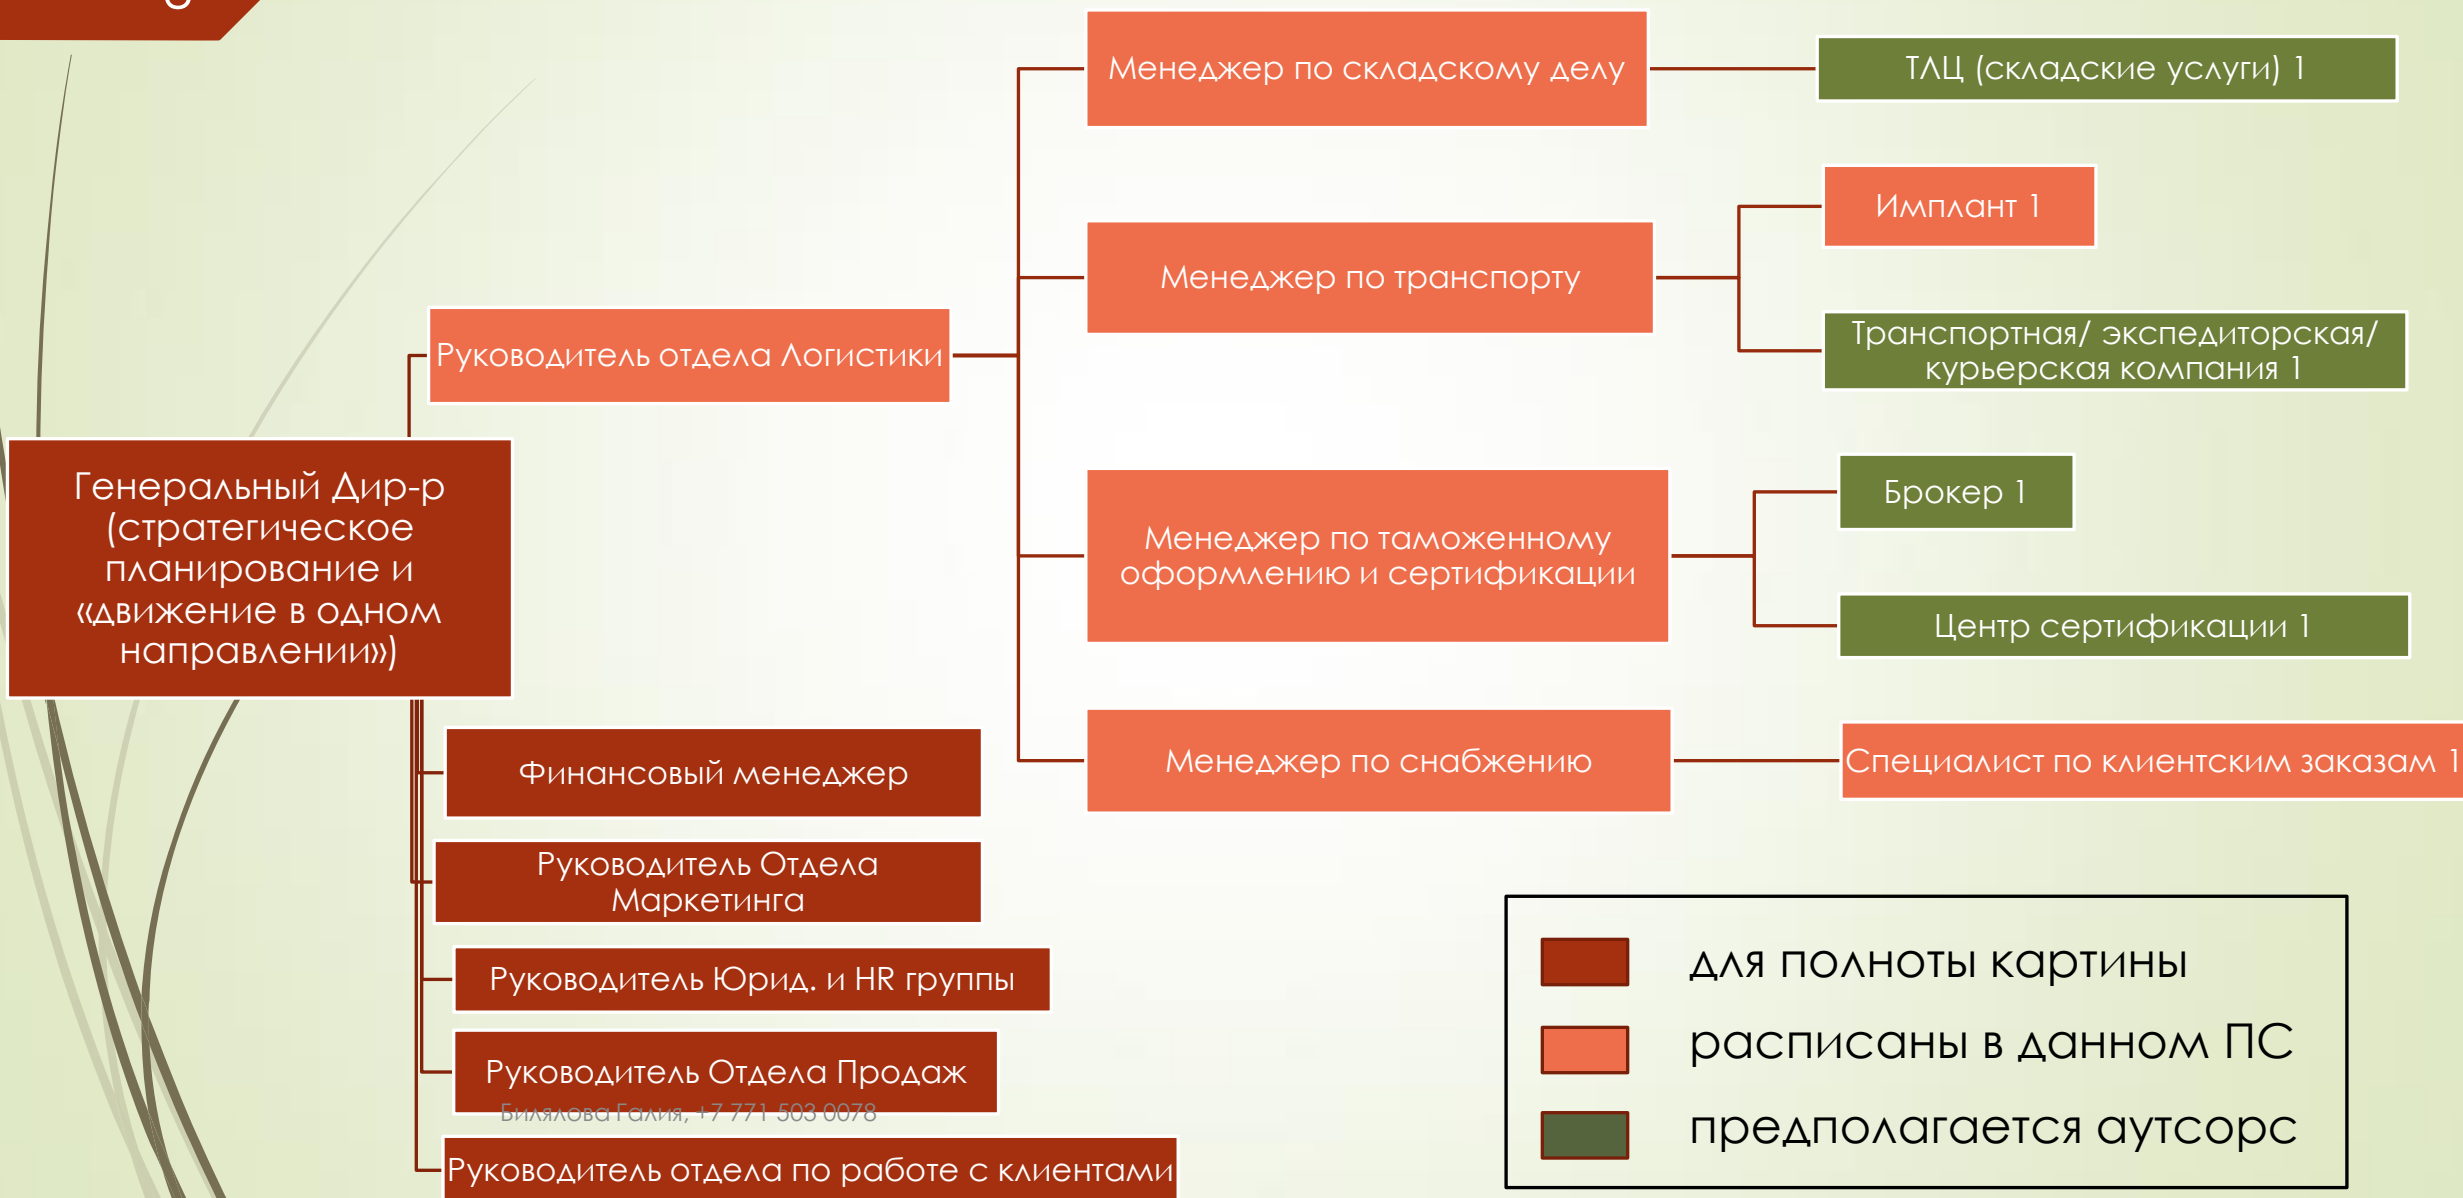 Менеджер по складскому делу
ТЛЦ (складские услуги) 1
Имплант 1
Менеджер по транспорту
Транспортная/ экспедиторская/
курьерская компания 1
Руководитель отдела Логистики
Генеральный Дир-р
(стратегическое
планирование и
«движение в одном
направлении»)
Брокер 1
Менеджер по таможенному
оформлению и сертификации
Центр сертификации 1
Менеджер по снабжению
Специалист по клиентским заказам 1
Финансовый менеджер
Руководитель Отдела
Маркетинга
Руководитель Юрид. и HR группы
Руководитель Отдела Продаж
Билялова Галия, +7 771 503 0078
Руководитель отдела по работе с клиентами
для полноты картины
расписаны в данном ПС
предполагается аутсорс